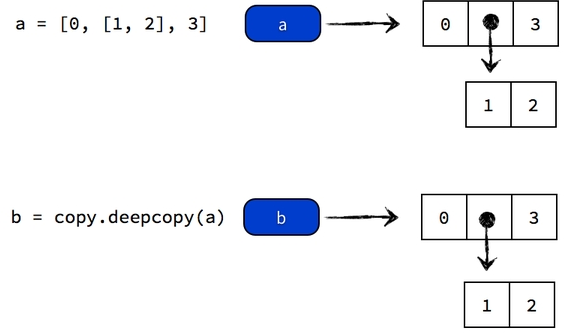 a = [0, [1, 2], 3] a 0 3
1 2
b = copy.deepcopy(a) b 0 3
1 2